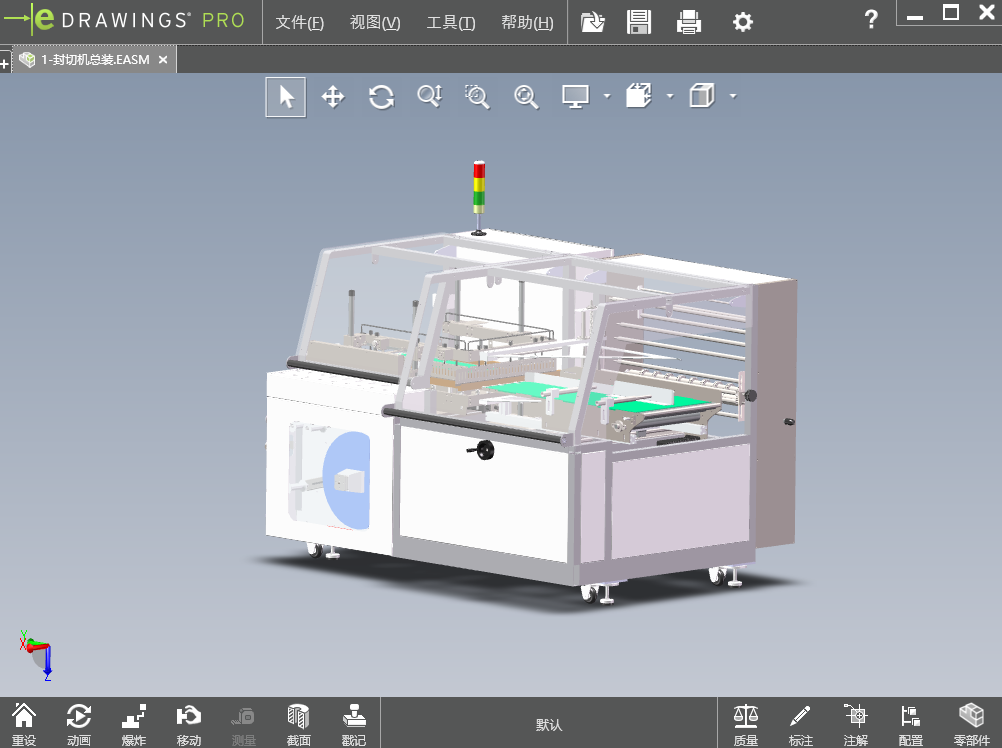 eDRAWINGS® PRO
文件(F) 视图(V) 工具(T) 帮助(H)
?
1-封切机总装.EASM
Y
X
Z
重设 动画 爆炸 移动 测量 截面 戳记 默认 质量 标注 注解 配置 零部件